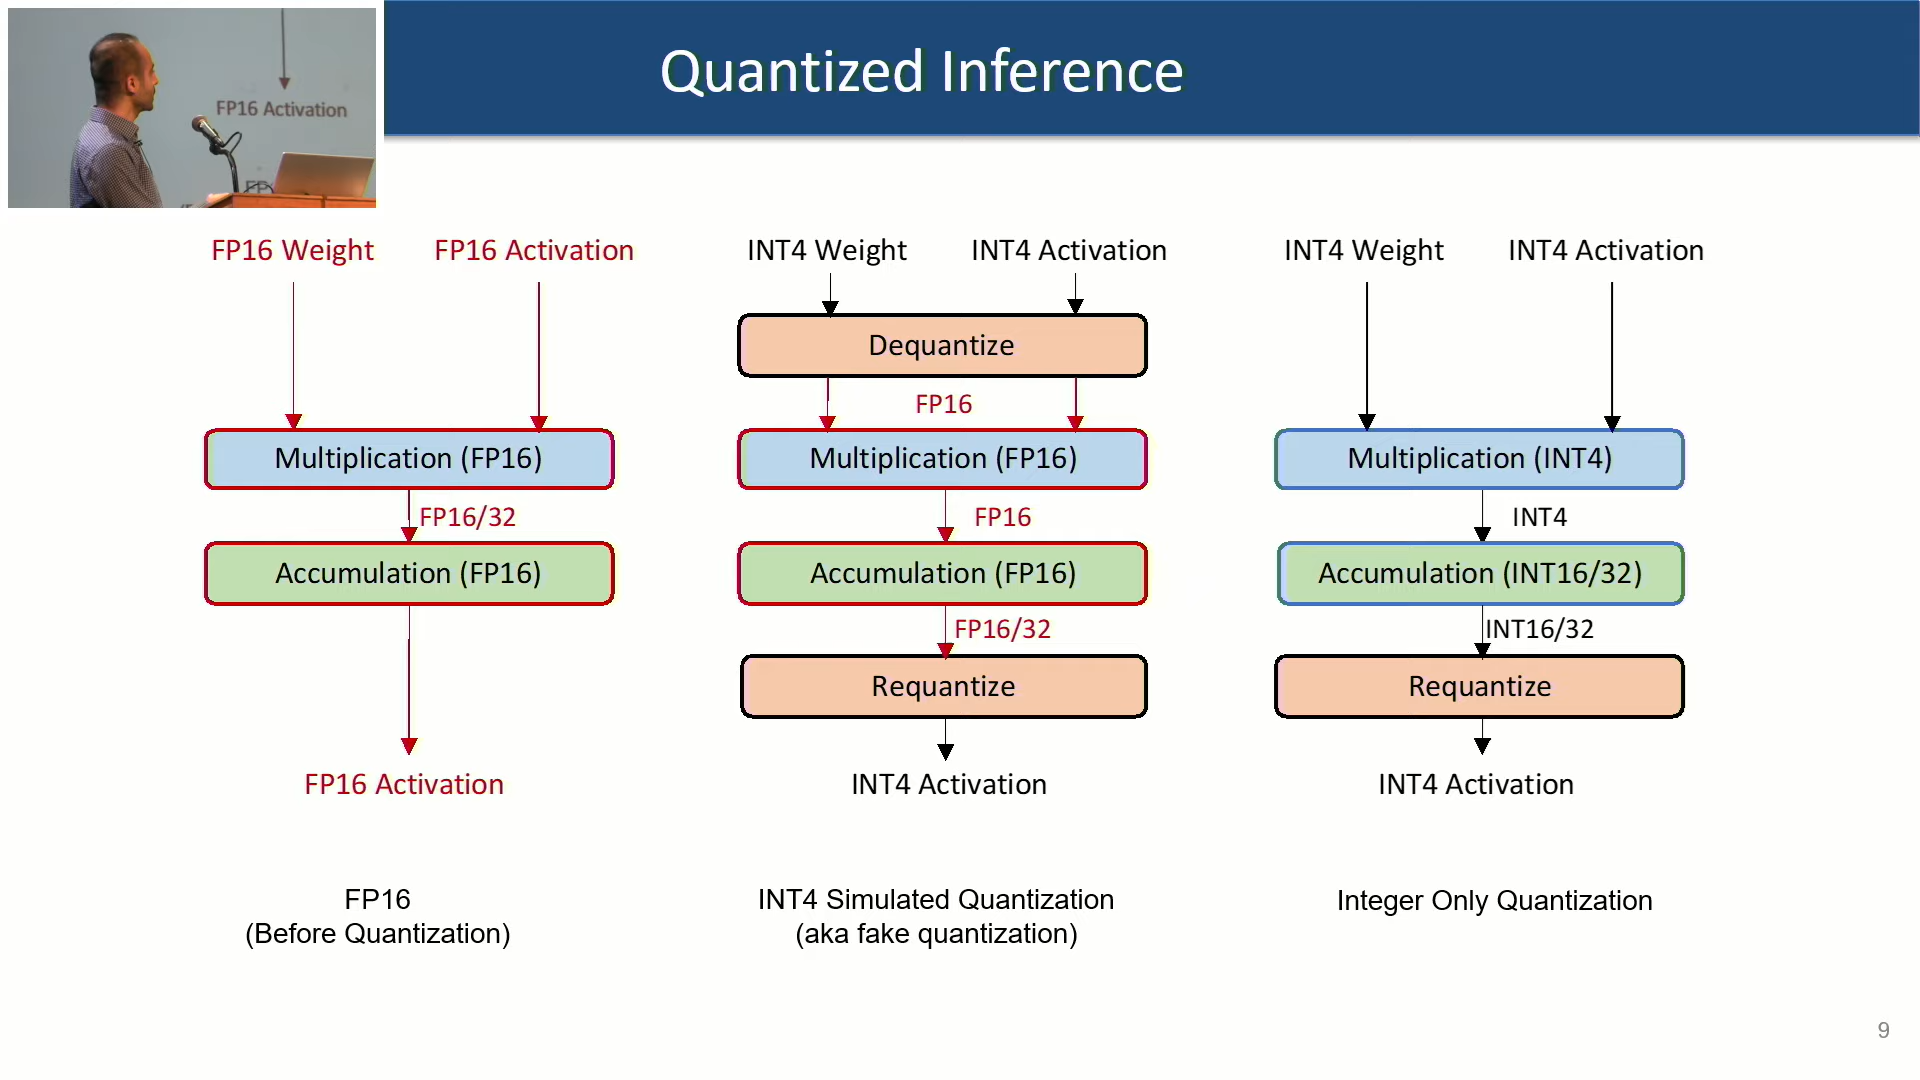 Quantized Inference
FP16 Activation
FP16 Weight FP16 Activation
Multiplication (FP16)
FP16/32
Accumulation (FP16)
FP16 Activation
FP16
(Before Quantization)
INT4 Weight INT4 Activation
Dequantize
FP16
Multiplication (FP16)
FP16
Accumulation (FP16)
FP16/32
Requantize
INT4 Activation
INT4 Simulated Quantization
(aka fake quantization)
INT4 Weight INT4 Activation
Multiplication (INT4)
INT4
Accumulation (INT16/32)
INT16/32
Requantize
INT4 Activation
Integer Only Quantization
9